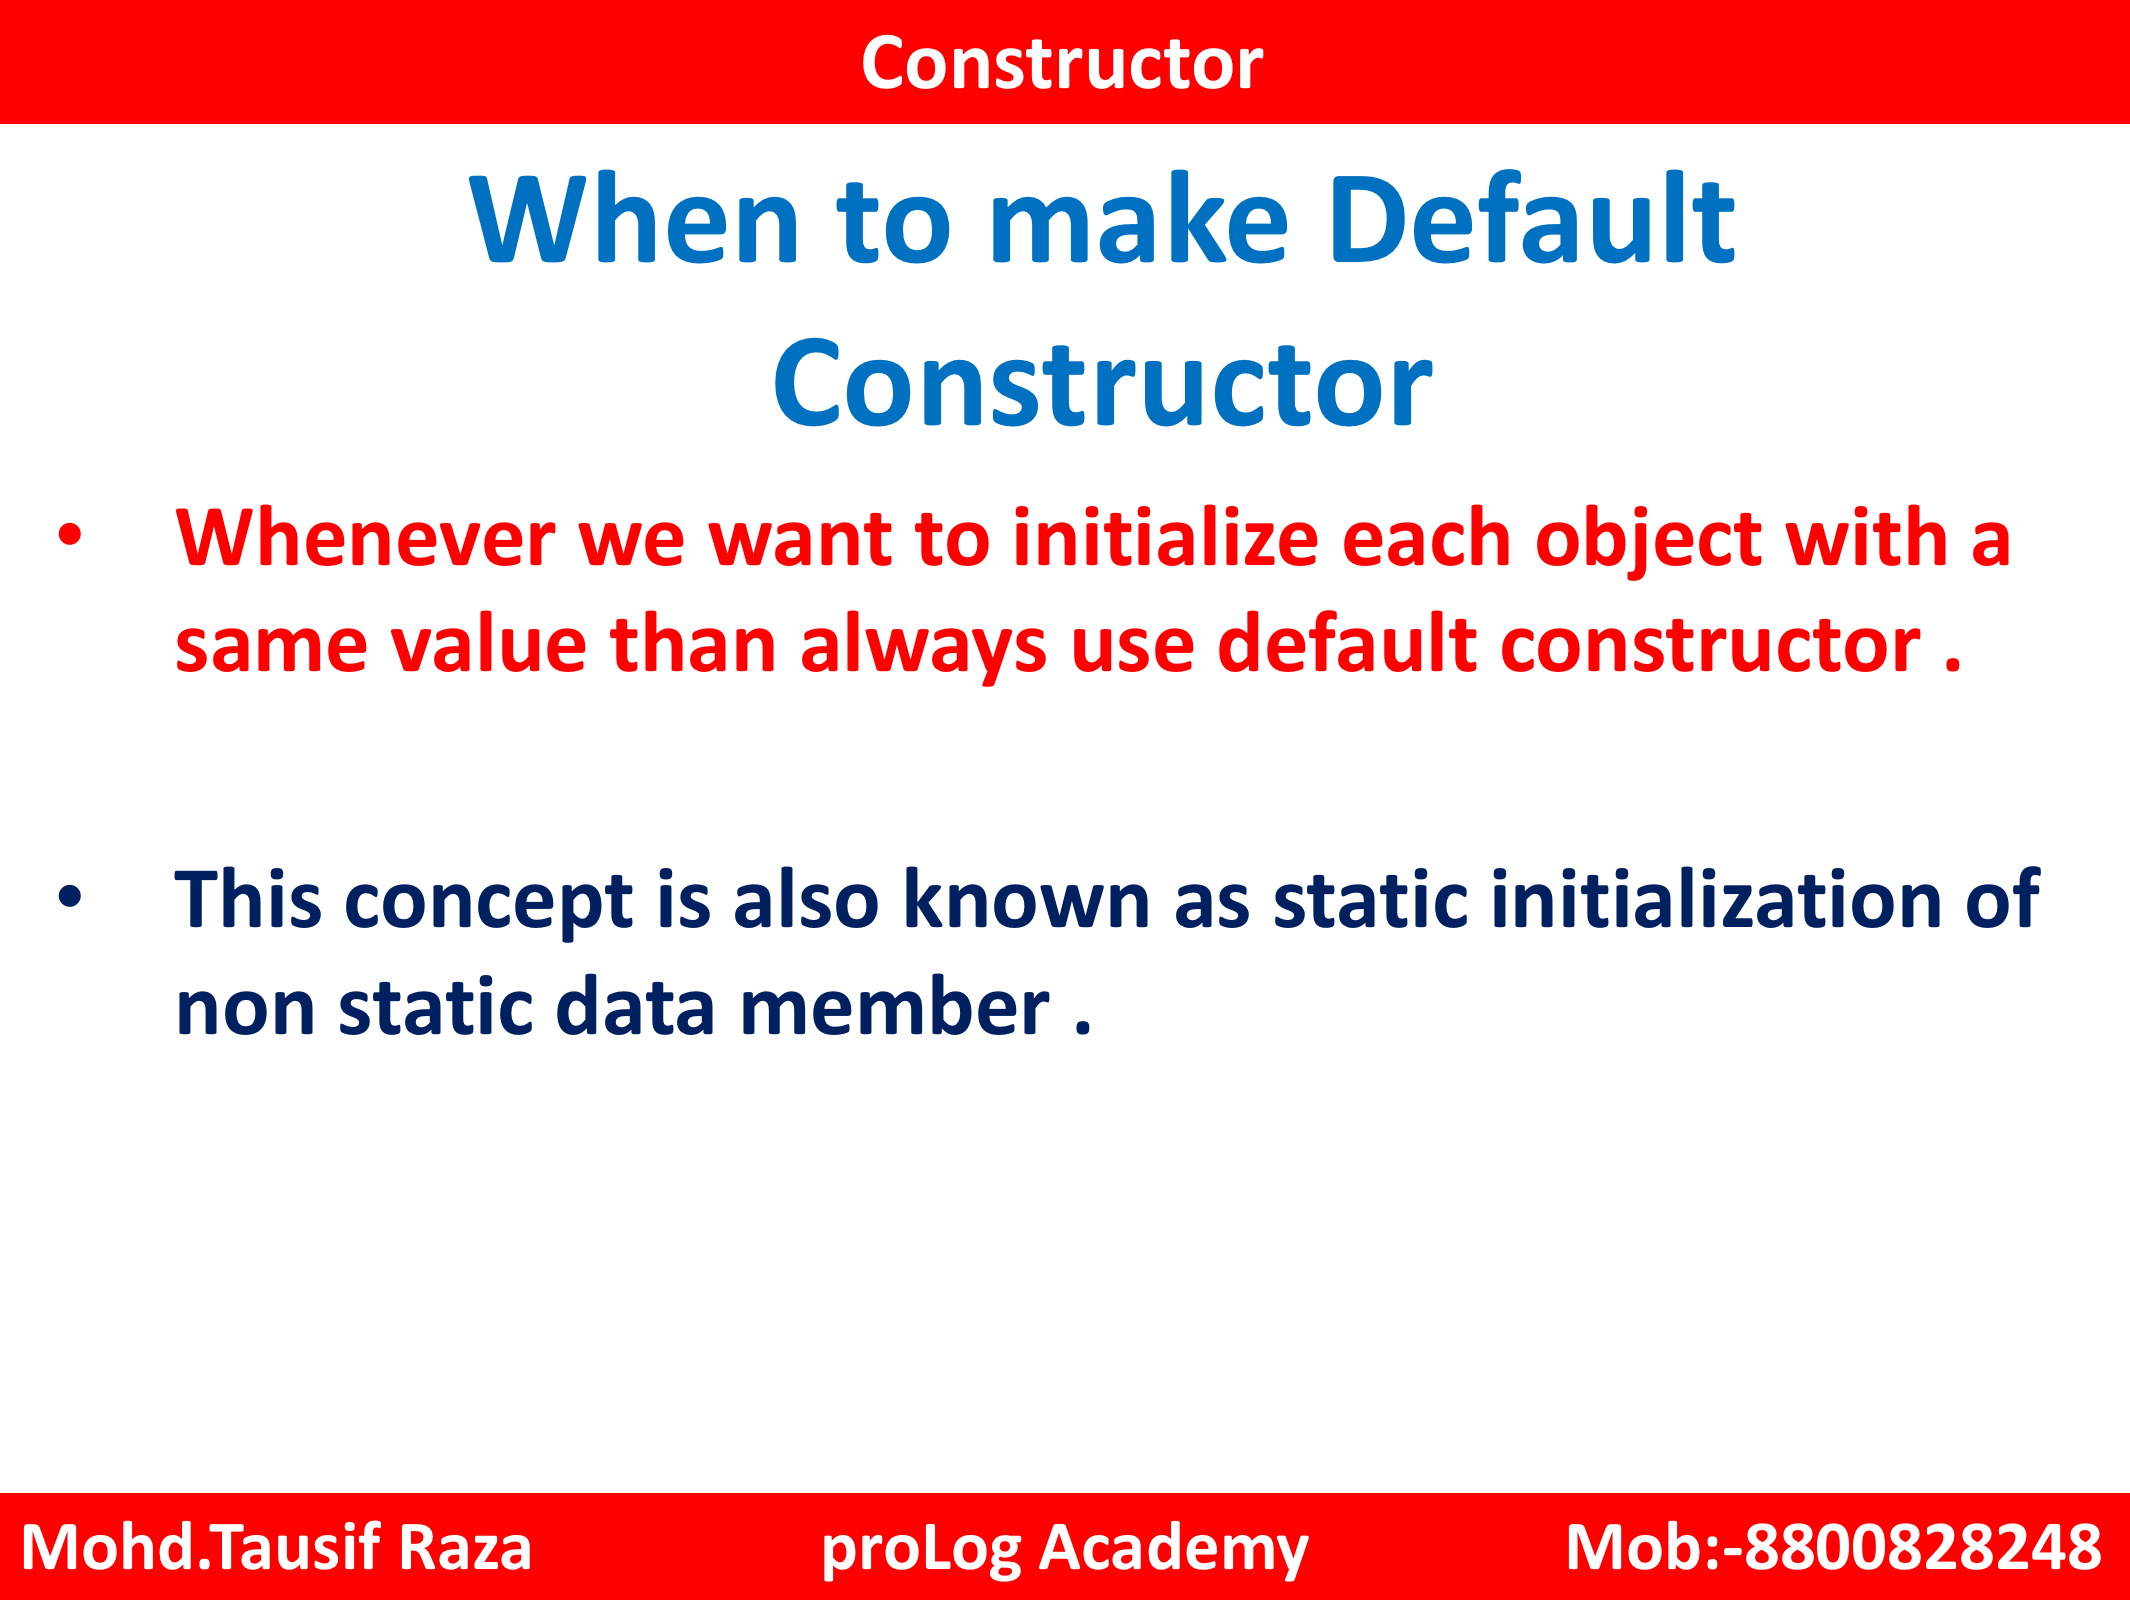 Constructor
When to make Default
Constructor
• Whenever we want to initialize each object with a
same value than always use default constructor .
• This concept is also known as static initialization of
non static data member .
Mohd.Tausif Raza proLog Academy Mob:-8800828248